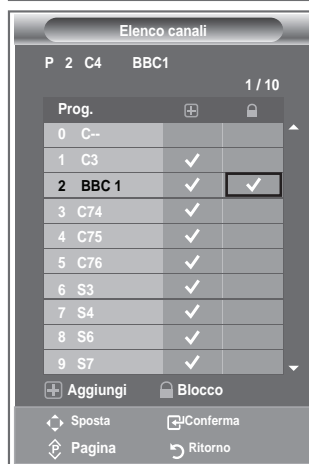 Elenco canali
P 2 C4 BBC1
1 / 10
Prog.
0 C--
1 C3
2 BBC 1
3 C74
4 C75
5 C76
6 S3
7 S4
8 S6
9 S7
Aggiungi Blocco
Sposta Conferma
P Pagina Ritorno